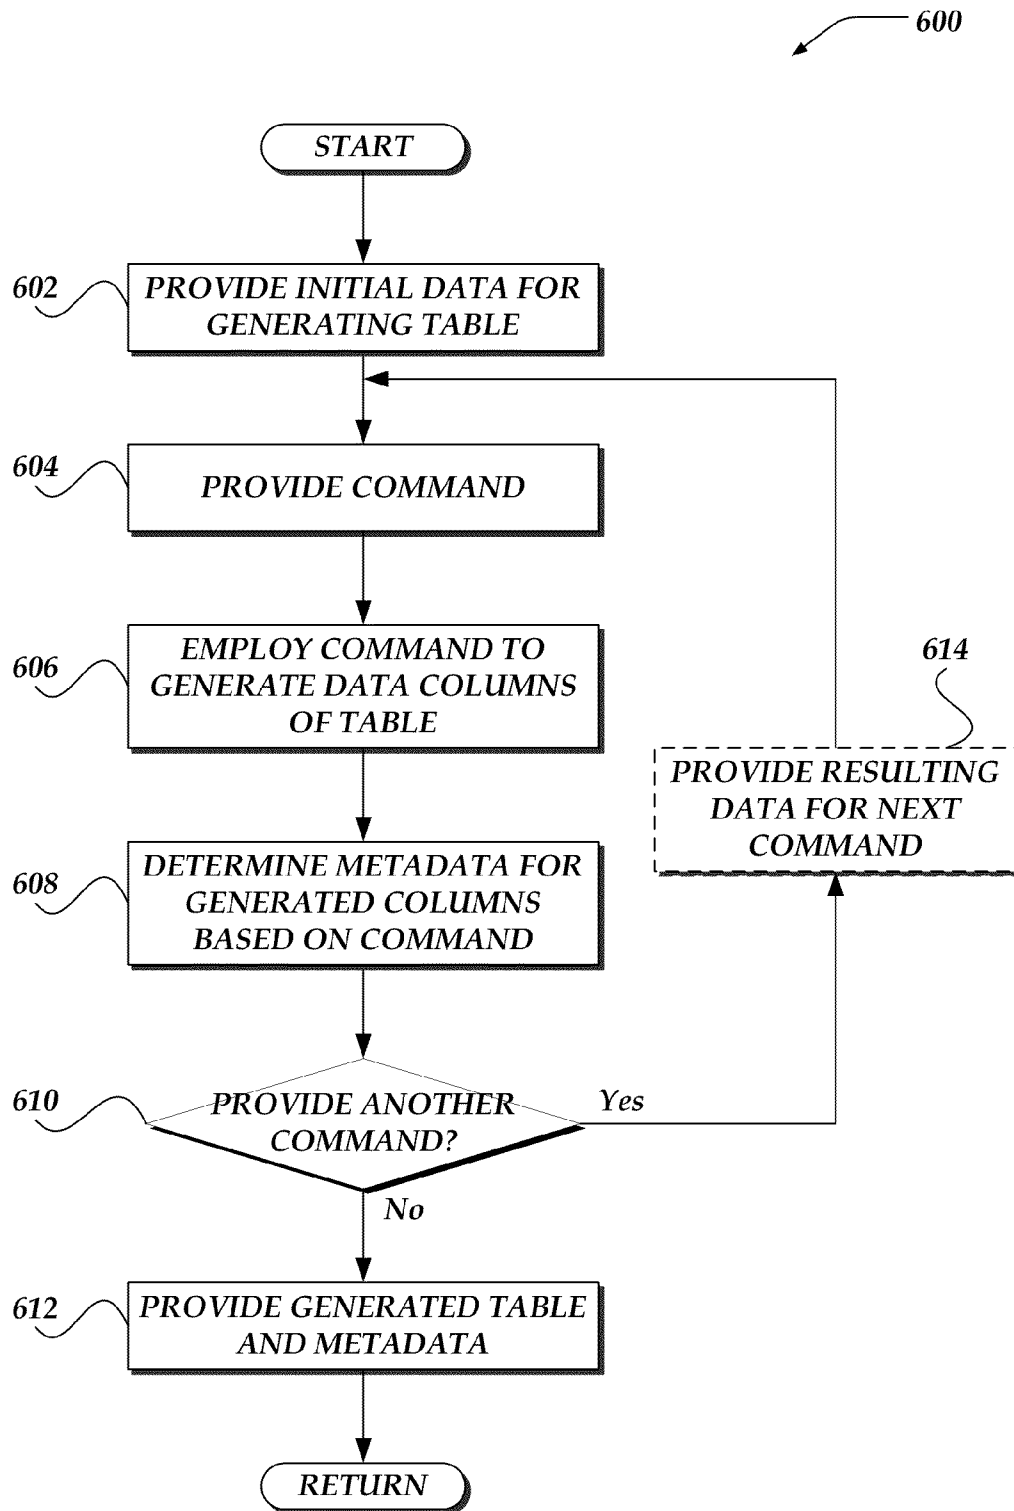 600
START
602
PROVIDE INITIAL DATA FOR
GENERATING TABLE
604
PROVIDE COMMAND
606
EMPLOY COMMAND TO
GENERATE DATA COLUMNS
OF TABLE
614
PROVIDE RESULTING
DATA FOR NEXT
COMMAND
608
DETERMINE METADATA FOR
GENERATED COLUMNS
BASED ON COMMAND
610
PROVIDE ANOTHER
COMMAND?
Yes
No
612
PROVIDE GENERATED TABLE
AND METADATA
RETURN